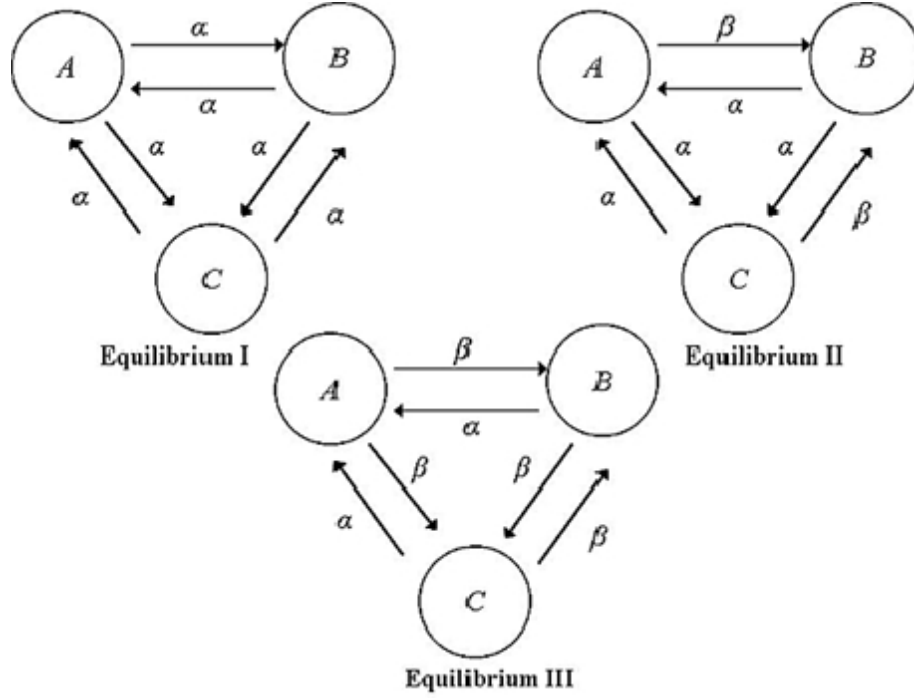 α β
A B A B
α α
α α α α
α α α β
C C
Equilibrium I Equilibrium II
β
A B
α
β β
α β
C
Equilibrium III